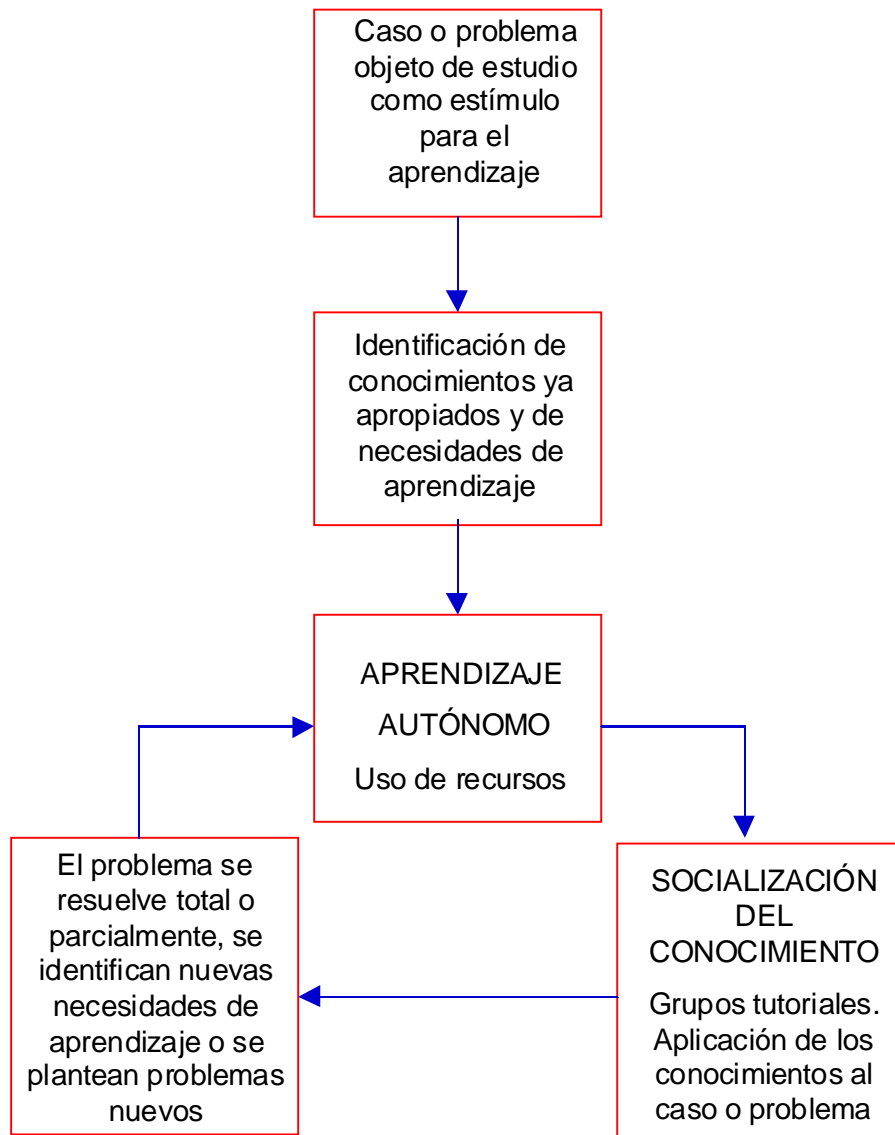 Caso o problema
objeto de estudio
como estímulo
para el
aprendizaje
Identificación de
conocimientos ya
apropiados y de
necesidades de
aprendizaje
APRENDIZAJE
AUTÓNOMO
Uso de recursos
El problema se
resuelve total o
parcialmente, se
identifican nuevas
necesidades de
aprendizaje o se
plantean problemas
nuevos
SOCIALIZACIÓN
DEL
CONOCIMIENTO
Grupos tutoriales.
Aplicación de los
conocimientos al
caso o problema